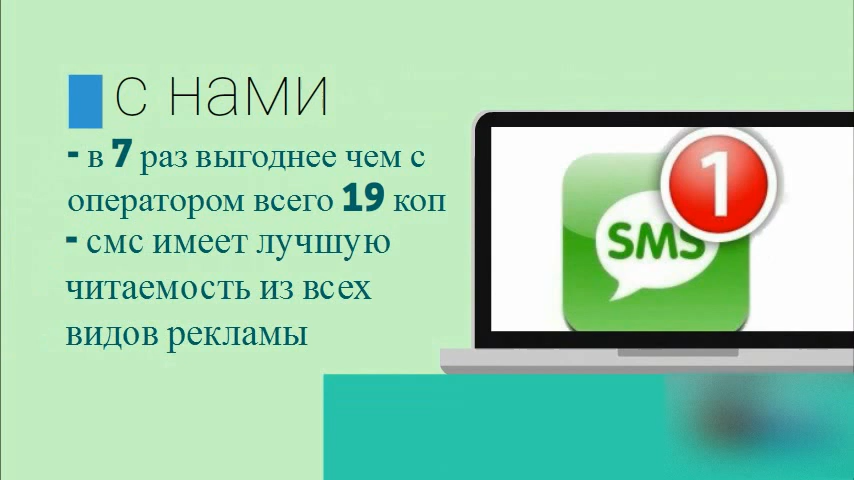 с нами
- в 7 раз выгоднее чем с
оператором всего 19 коп
- смс имеет лучшую
читаемость из всех
видов рекламы
1
SMS